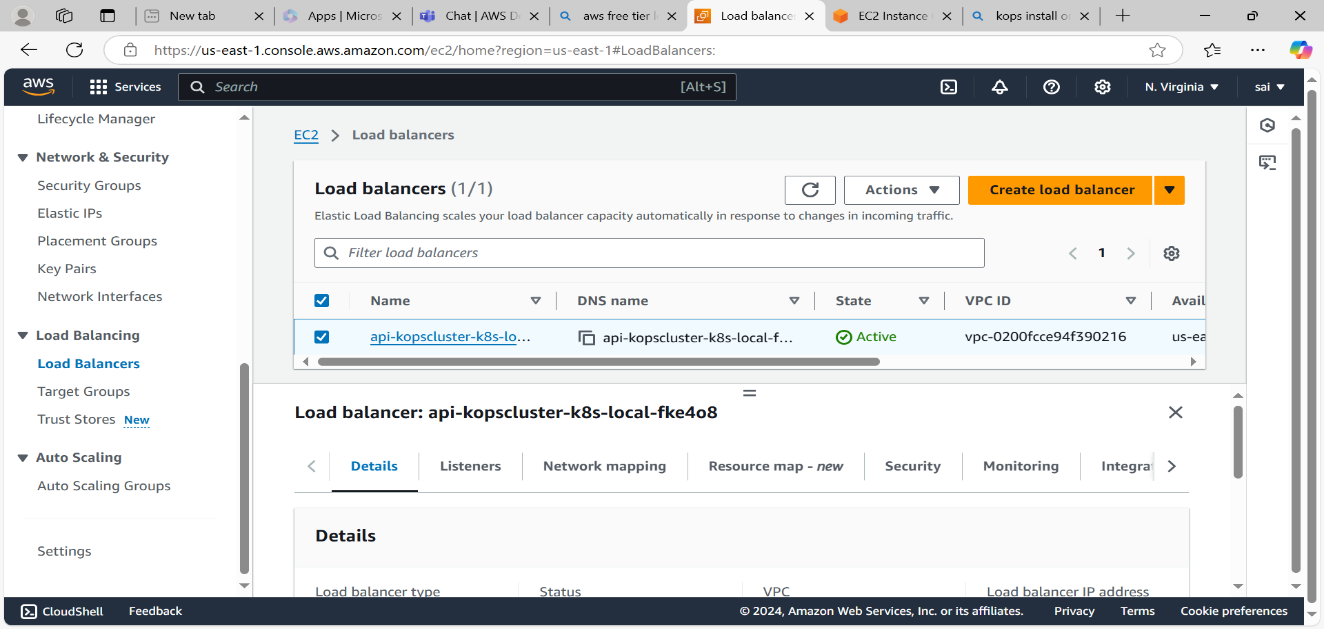 New tab
Apps | Micros
Chat | AWS D
aws free tier
Load balance
EC2 Instance
kops install o
https://us-east-1.console.aws.amazon.com/ec2/home?region=us-east-1#LoadBalancers:
aws
Services
Search
[Alt+S]
N. Virginia
sai
Lifecycle Manager
Network & Security
Security Groups
Elastic IPs
Placement Groups
Key Pairs
Network Interfaces
Load Balancing
Load Balancers
Target Groups
Trust Stores New
Auto Scaling
Auto Scaling Groups
Settings
EC2 > Load balancers
Load balancers (1/1)
Actions
Create load balancer
Elastic Load Balancing scales your load balancer capacity automatically in response to changes in incoming traffic.
Filter load balancers
1
Name DNS name State VPC ID Avail
api-kopscluster-k8s-lo... api-kopscluster-k8s-local-f... Active vpc-0200fcce94f390216 us-ea
Load balancer: api-kopscluster-k8s-local-fke4o8
Details Listeners Network mapping Resource map - new Security Monitoring Integra
Details
Load balancer type Status VPC Load balancer IP address
CloudShell Feedback © 2024, Amazon Web Services, Inc. or its affiliates. Privacy Terms Cookie preferences